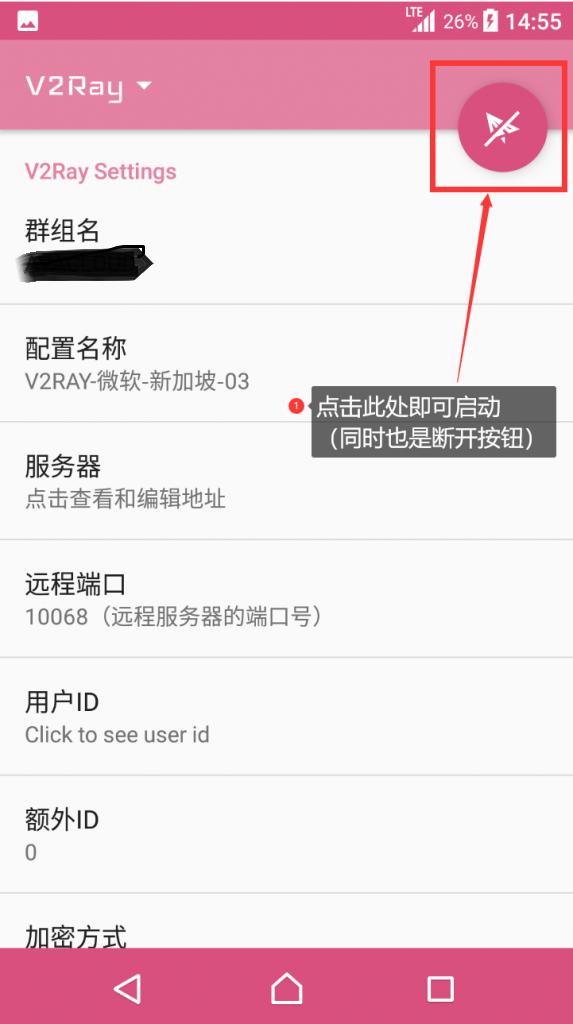 LTE 26% 14:55
V2Ray
V2Ray Settings
群组名
配置名称
V2RAY-微软-新加坡-03
1 点击此处即可启动
（同时也是断开按钮）
服务器
点击查看和编辑地址
远程端口
10068（远程服务器的端口号）
用户ID
Click to see user id
额外ID
0
加密方式